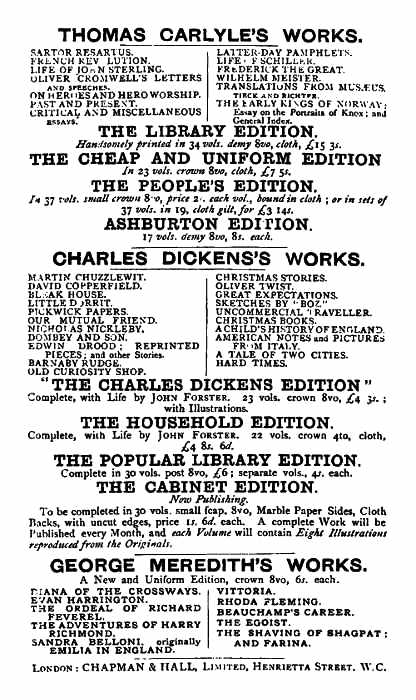 THOMAS CARLYLE'S WORKS.
SARTOR RESARTUS.
FRENCH REV LUTION.
LIFE OF JOHN STERLING.
OLIVER CROMWELL'S LETTERS
AND SPEECHES.
ON HEROES AND HERO WORSHIP.
PAST AND PRESENT.
CRITICAL AND MISCELLANEOUS
ESSAYS.
LATTER-DAY PAMPHLETS.
LIFE F SCHILLER.
FREDERICK THE GREAT.
WILHELM MEISTER.
TRANSLATIONS FROM MUSÆUS,
TIECK AND RICHTER.
THE EARLY KINGS OF NORWAY;
Essay on the Portraits of Knox; and
General Index.
THE LIBRARY EDITION.
Handsomely printed in 34 vols. demy 8vo, cloth, £15 3s.
THE CHEAP AND UNIFORM EDITION
In 23 vols. crown 8vo, cloth, £7 5s.
THE PEOPLE'S EDITION.
In 37 vols. small crown 8vo, price each vol., bound in cloth; or in sets of
37 vols. in 19, cloth gilt, for £3 14s.
ASHBURTON EDITION.
17 vols. demy 8vo, 8s. each.
CHARLES DICKENS'S WORKS.
MARTIN CHUZZLEWIT.
DAVID COPPERFIELD.
BLEAK HOUSE.
LITTLE DORRIT.
PICKWICK PAPERS.
OUR MUTUAL FRIEND.
NICHOLAS NICKLEBY.
DOMBEY AND SON.
EDWIN DROOD; REPRINTED
PIECES; and other Stories.
BARNABY RUDGE.
OLD CURIOSITY SHOP.
CHRISTMAS STORIES.
OLIVER TWIST.
GREAT EXPECTATIONS.
SKETCHES BY "BOZ"
UNCOMMERCIAL TRAVELLER.
CHRISTMAS BOOKS.
A CHILD'S HISTORY OF ENGLAND.
AMERICAN NOTES and PICTURES
FROM ITALY.
A TALE OF TWO CITIES.
HARD TIMES.
"THE CHARLES DICKENS EDITION"
Complete, with Life by JOHN FORSTER. 23 vols. crown 8vo, £4 3s.;
with Illustrations.
THE HOUSEHOLD EDITION.
Complete, with Life by JOHN FORSTER. 22 vols. crown 4to, cloth,
£4 8s. 6d.
THE POPULAR LIBRARY EDITION.
Complete in 30 vols. post 8vo, £6; separate vols., 4s. each.
THE CABINET EDITION.
Now Publishing.
To be completed in 30 vols. small fcap. 8vo, Marble Paper Sides, Cloth
Backs, with uncut edges, price 1s. 6d. each. A complete Work will be
Published every Month, and each Volume will contain Eight Illustrations
reproduced from the Originals.
GEORGE MEREDITH'S WORKS.
A New and Uniform Edition, crown 8vo, 6s. each.
DIANA OF THE CROSSWAYS.
EVAN HARRINGTON.
THE ORDEAL OF RICHARD
FEVEREL.
THE ADVENTURES OF HARRY
RICHMOND.
SANDRA BELLONI, originally
EMILIA IN ENGLAND.
VITTORIA.
RHODA FLEMING.
BEAUCHAMP'S CAREER.
THE EGOIST.
THE SHAVING OF SHAGPAT;
AND FARINA.
LONDON: CHAPMAN & HALL, LIMITED, HENRIETTA STREET, W.C.